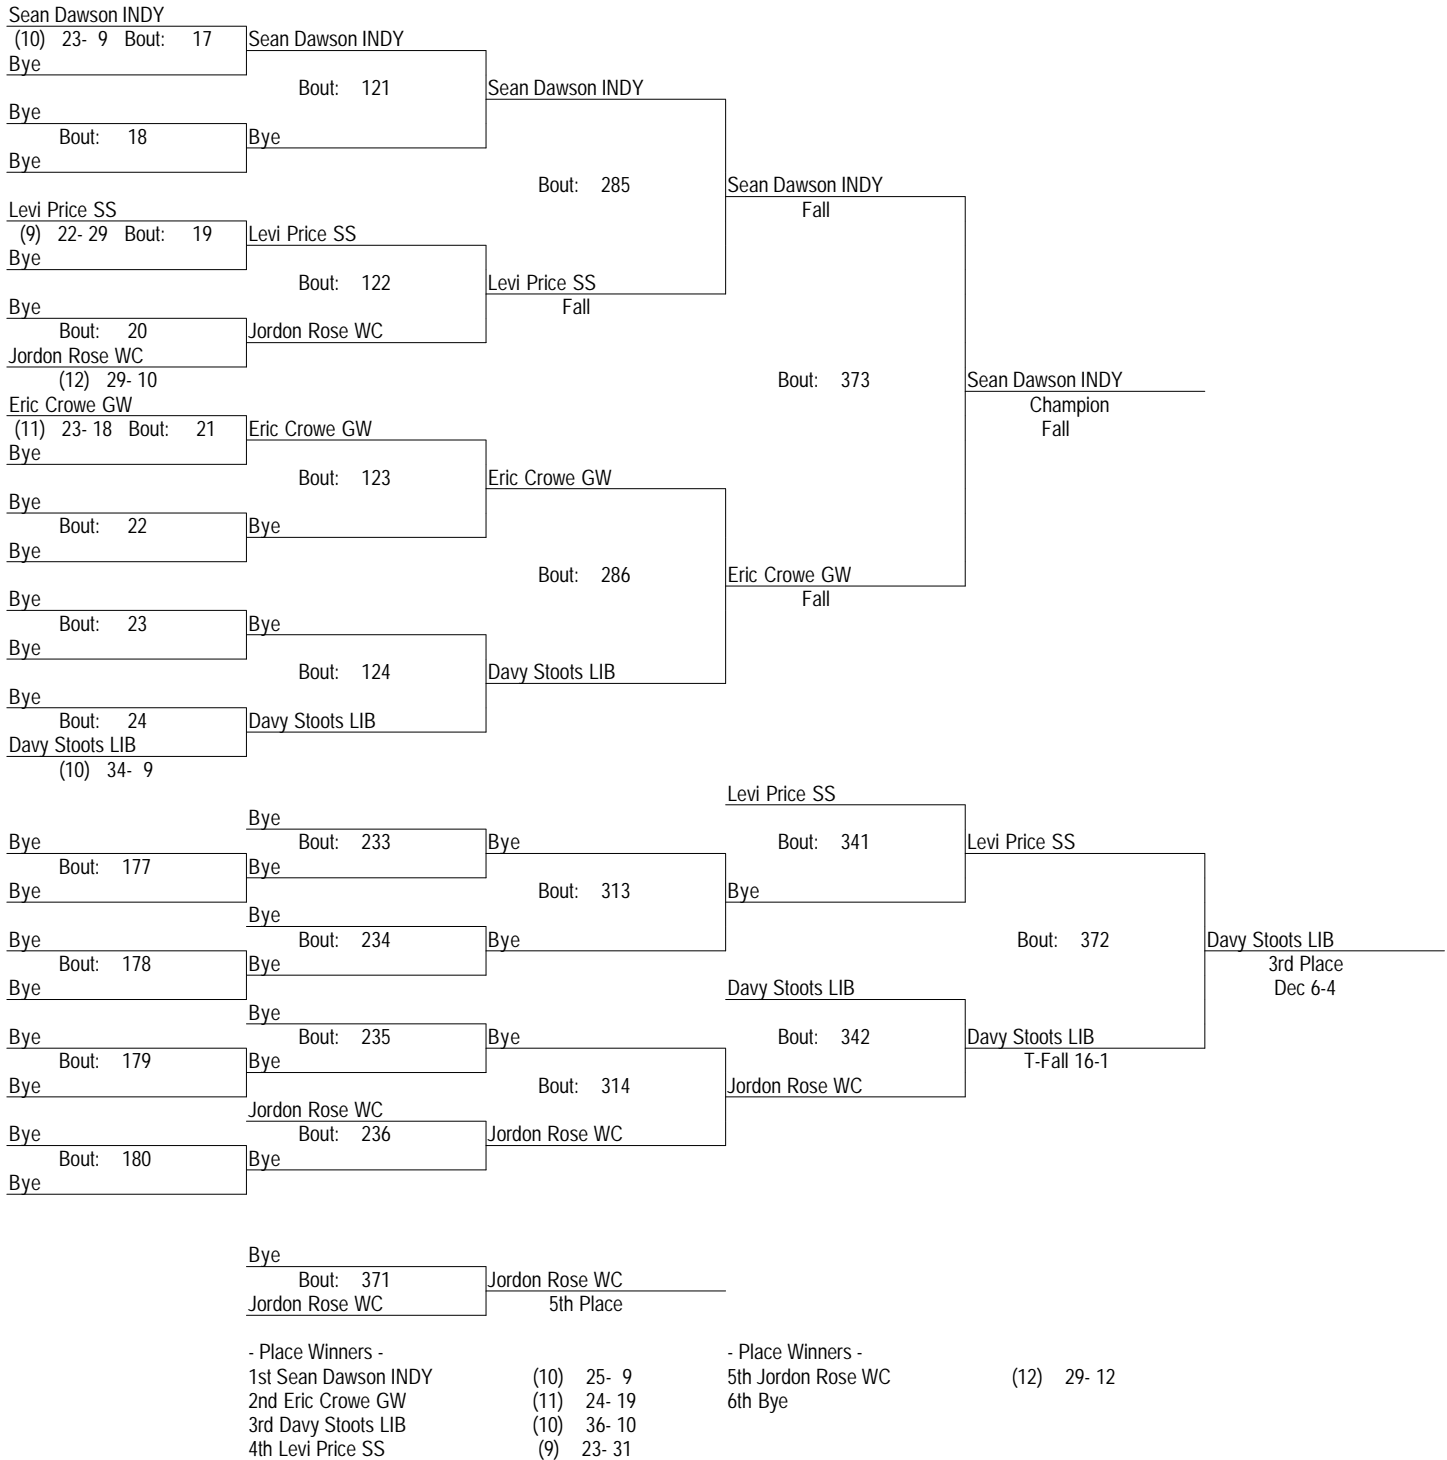 Sean Dawson INDY
(10) 23- 9 Bout: 17
Bye
Sean Dawson INDY
Bout: 121
Bye
Bout: 18
Bye
Bye
Sean Dawson INDY
Bout: 285
Levi Price SS
(9) 22- 29 Bout: 19
Bye
Levi Price SS
Bout: 122
Bye
Bout: 20
Jordon Rose WC
(12) 29- 10
Jordon Rose WC
Levi Price SS
Fall
Sean Dawson INDY
Fall
Bout: 373
Eric Crowe GW
(11) 23- 18 Bout: 21
Bye
Eric Crowe GW
Bout: 123
Bye
Bout: 22
Bye
Bye
Eric Crowe GW
Bout: 286
Bye
Bout: 23
Bye
Bye
Bout: 124
Bye
Bout: 24
Davy Stoots LIB
(10) 34- 9
Davy Stoots LIB
Davy Stoots LIB
Eric Crowe GW
Fall
Sean Dawson INDY
Champion
Fall
Bye
Bout: 177
Bye
Bye
Bout: 233
Bye
Bye
Bout: 313
Bye
Bout: 178
Bye
Bye
Bout: 234
Bye
Bye
Levi Price SS
Bout: 341
Bye
Levi Price SS
Bout: 372
Bye
Bout: 179
Bye
Bye
Bout: 235
Bye
Bye
Bout: 314
Bye
Bout: 180
Bye
Jordon Rose WC
Bout: 236
Bye
Jordon Rose WC
Davy Stoots LIB
Bout: 342
Jordon Rose WC
Davy Stoots LIB
T-Fall 16-1
Davy Stoots LIB
3rd Place
Dec 6-4
Bye
Bout: 371
Jordon Rose WC
Jordon Rose WC
5th Place
- Place Winners -
1st Sean Dawson INDY (10) 25- 9
2nd Eric Crowe GW (11) 24- 19
3rd Davy Stoots LIB (10) 36- 10
4th Levi Price SS (9) 23- 31
- Place Winners -
5th Jordon Rose WC (12) 29- 12
6th Bye